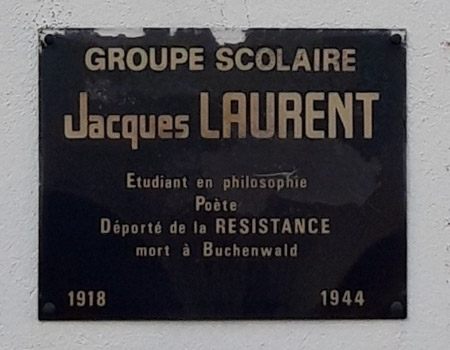 GROUPE SCOLAIRE
Jacques LAURENT
Etudiant en philosophie
Poète
Déporté de la RESISTANCE
mort à Buchenwald
1918 1944